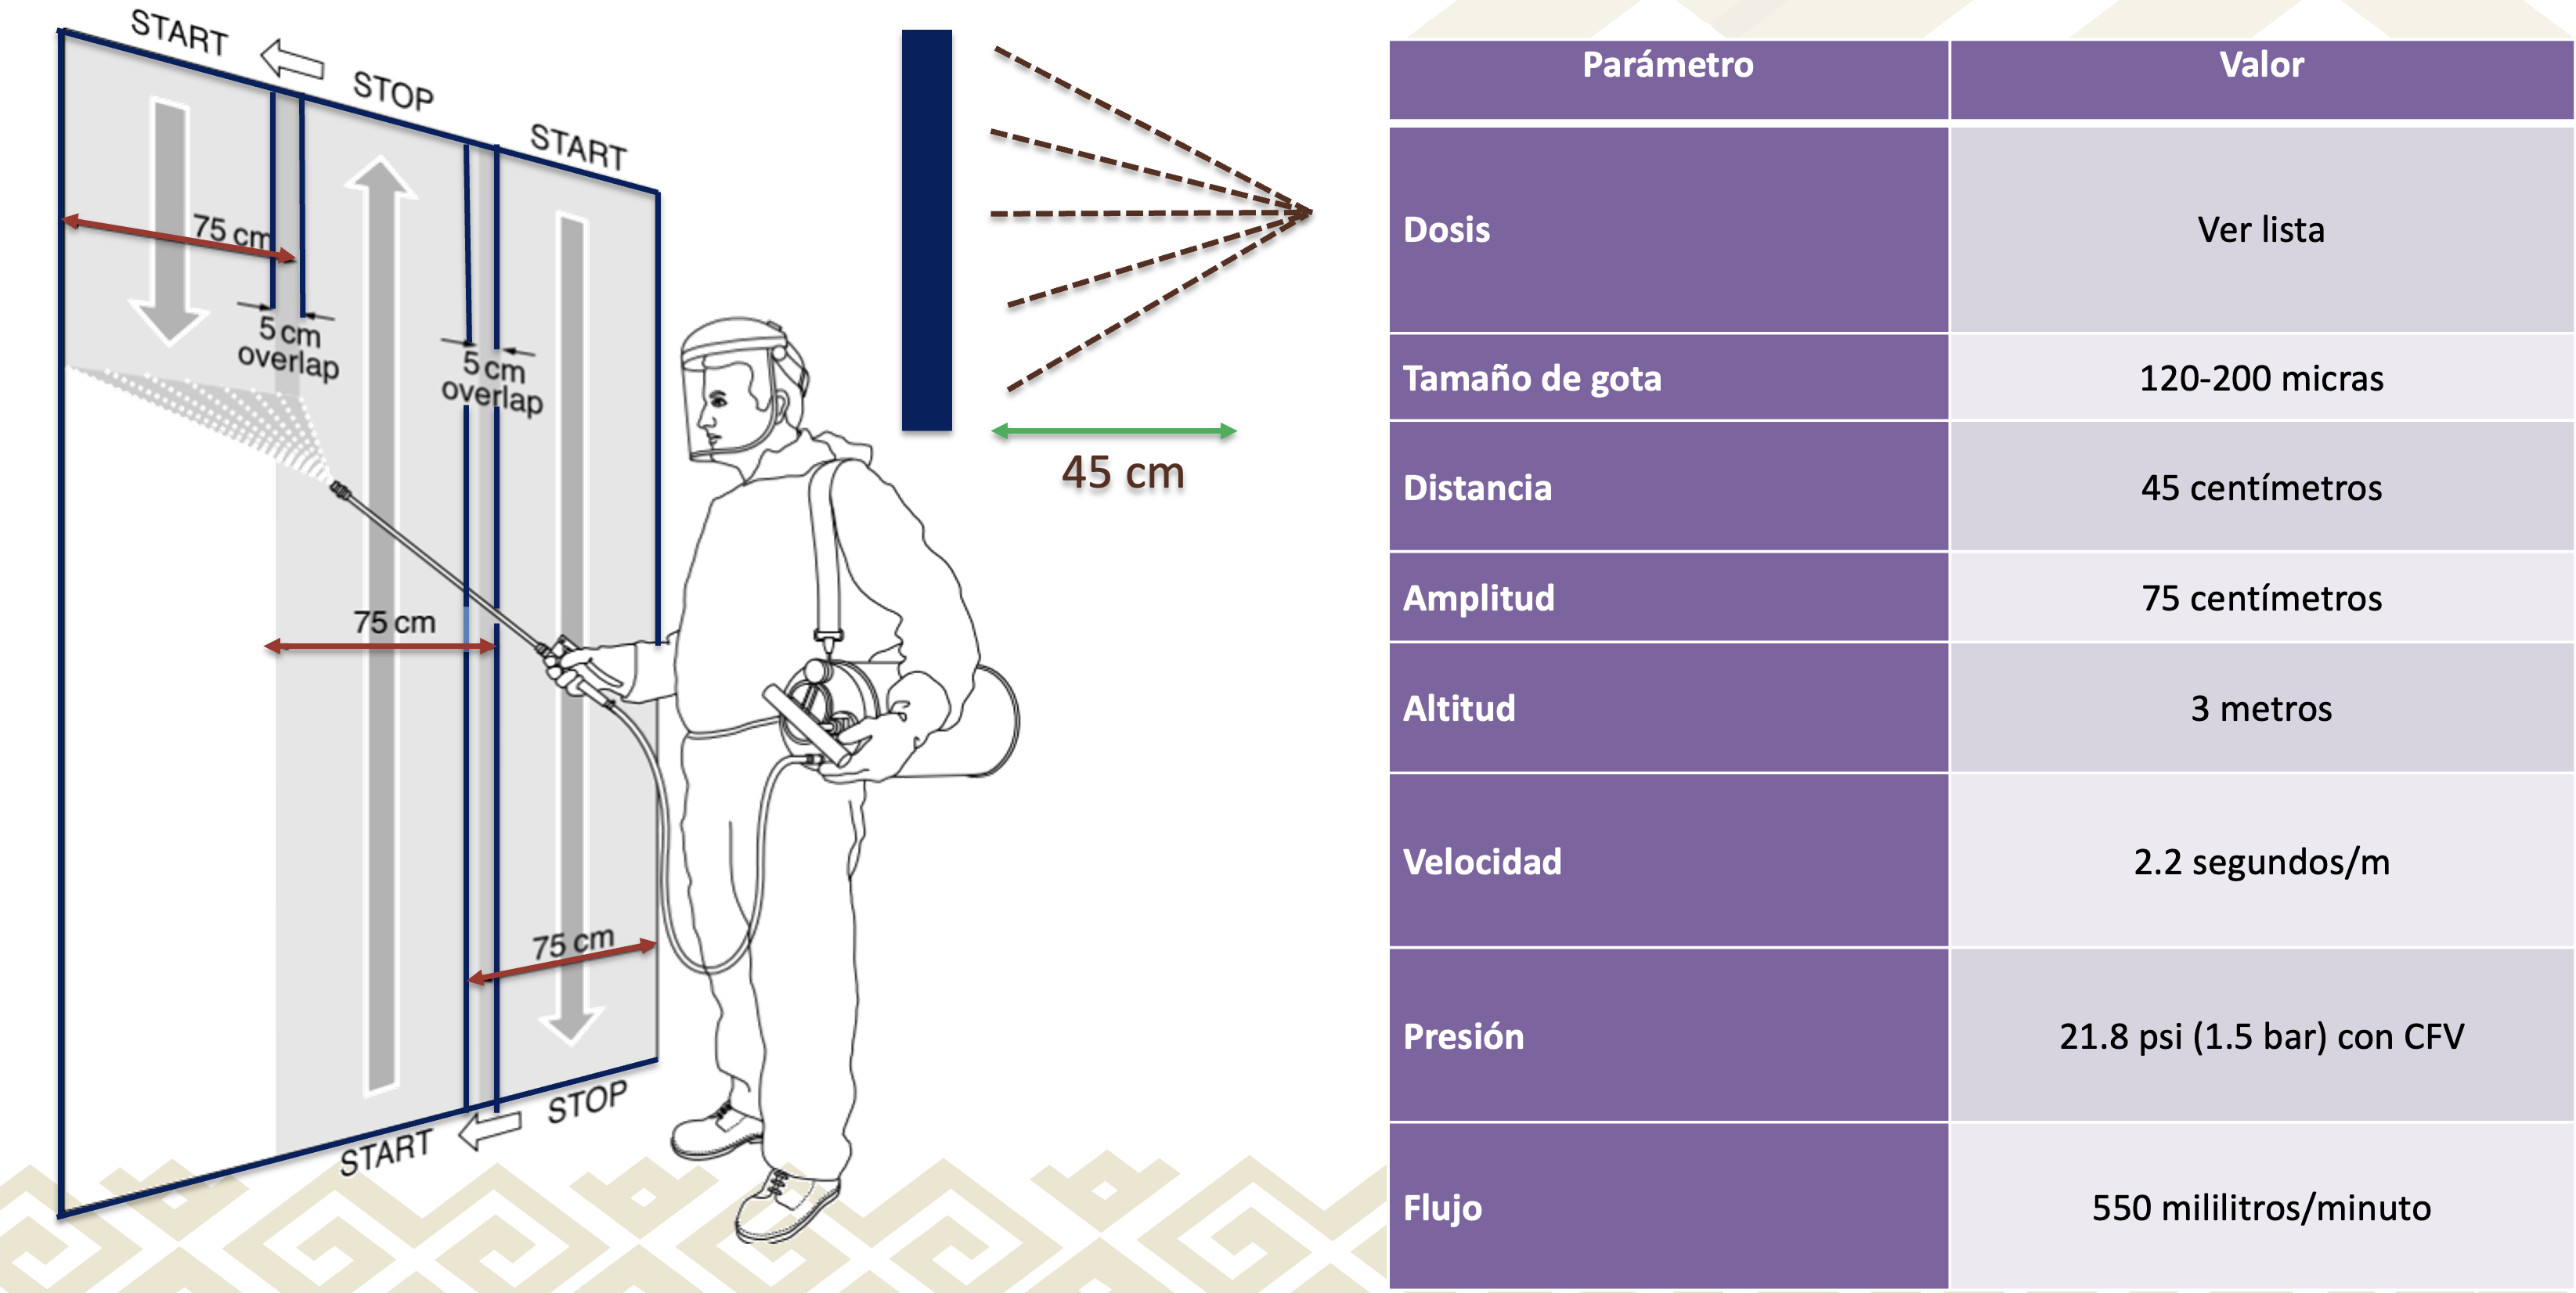 START
STOP
START
75 cm
5 cm
overlap
5 cm
overlap
75 cm
75 cm
STOP
START
45 cm
Parámetro Valor
Dosis Ver lista
Tamaño de gota 120-200 micras
Distancia 45 centímetros
Amplitud 75 centímetros
Altitud 3 metros
Velocidad 2.2 segundos/m
Presión 21.8 psi (1.5 bar) con CFV
Flujo 550 mililitros/minuto